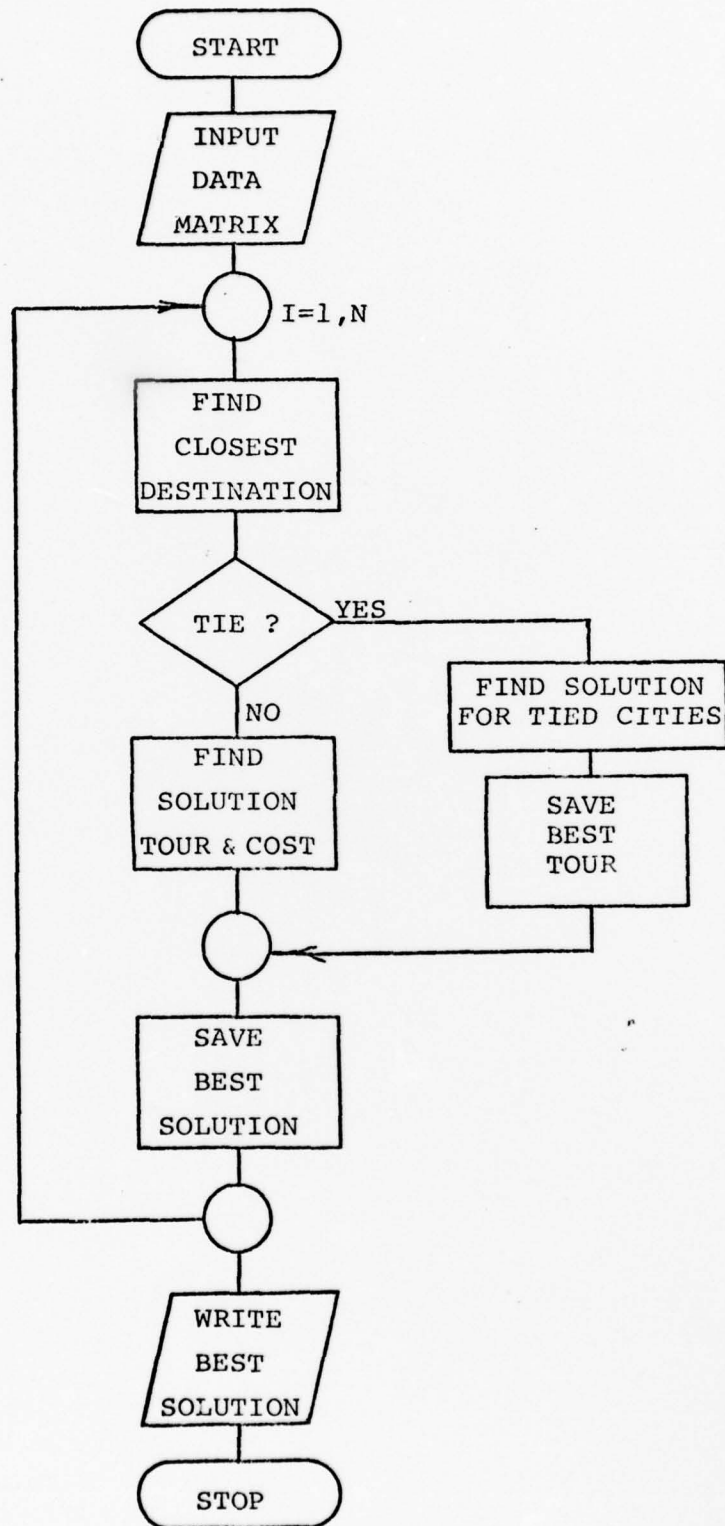 START
INPUT
DATA
MATRIX
I=1,N
FIND
CLOSEST
DESTINATION
TIE ?
YES
NO
FIND SOLUTION
FOR TIED CITIES
FIND
SOLUTION
TOUR & COST
SAVE
BEST
TOUR
SAVE
BEST
SOLUTION
WRITE
BEST
SOLUTION
STOP